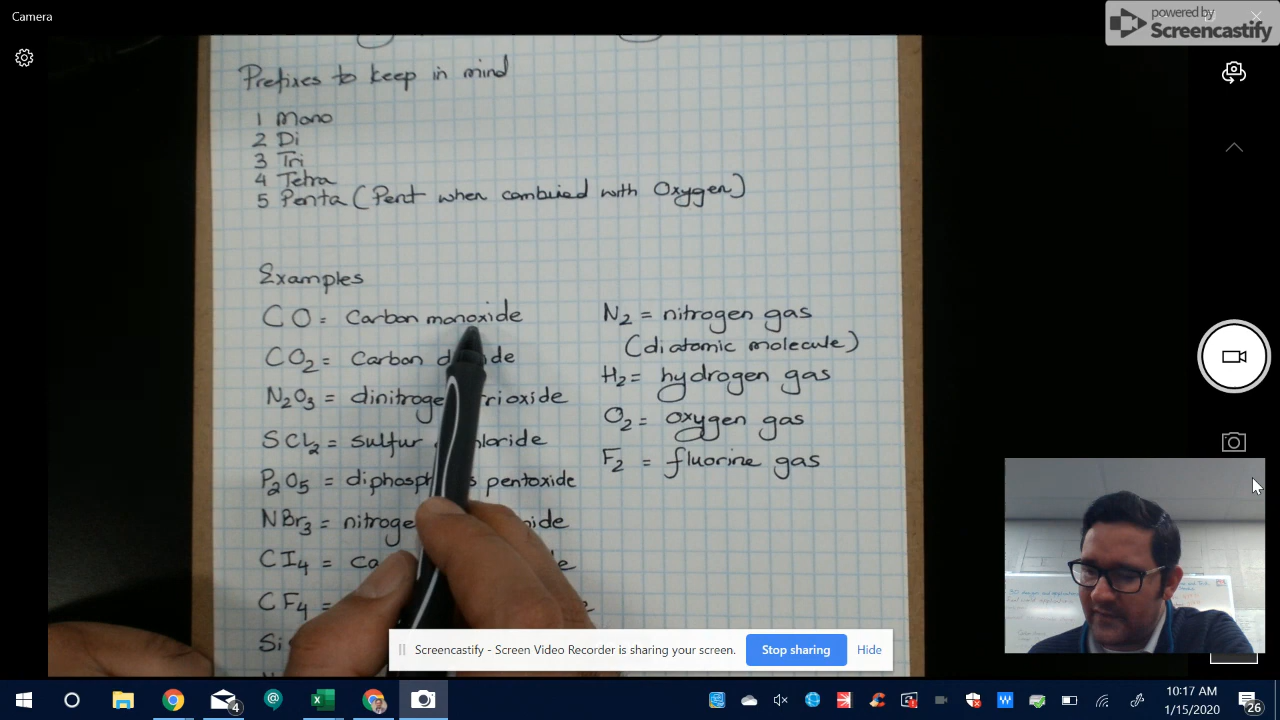 Camera
powered by
Screencastify
Prefixes to keep in mind
1 Mono
2 Di
3 Tri
4 Tetra
5 Penta (Pent when combined with Oxygen)
Examples
CO = Carbon monoxide
CO2 = Carbon d ide
N2O3 = dinitroge rioxide
SCl2 = sulfur loride
P2O5 = diphosph s pentoxide
NBr3 = nitroge ide
CI4 = ca e
CF4 = e
Si
N2 = nitrogen gas
(diatomic molecule)
H2 = hydrogen gas
O2 = oxygen gas
F2 = fluorine gas
Screencastify - Screen Video Recorder is sharing your screen.
Stop sharing
Hide
4
10:17 AM
1/15/2020
26